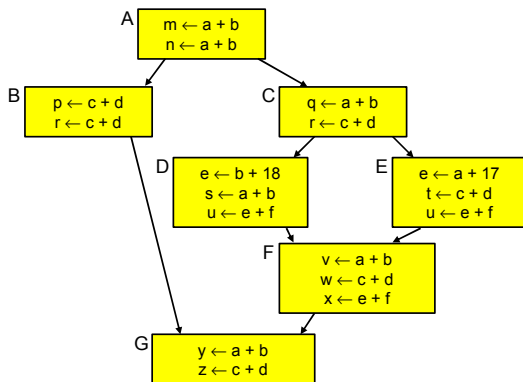 A
m ← a + b
n ← a + b
B
p ← c + d
r ← c + d
C
q ← a + b
r ← c + d
D
e ← b + 18
s ← a + b
u ← e + f
E
e ← a + 17
t ← c + d
u ← e + f
F
v ← a + b
w ← c + d
x ← e + f
G
y ← a + b
z ← c + d